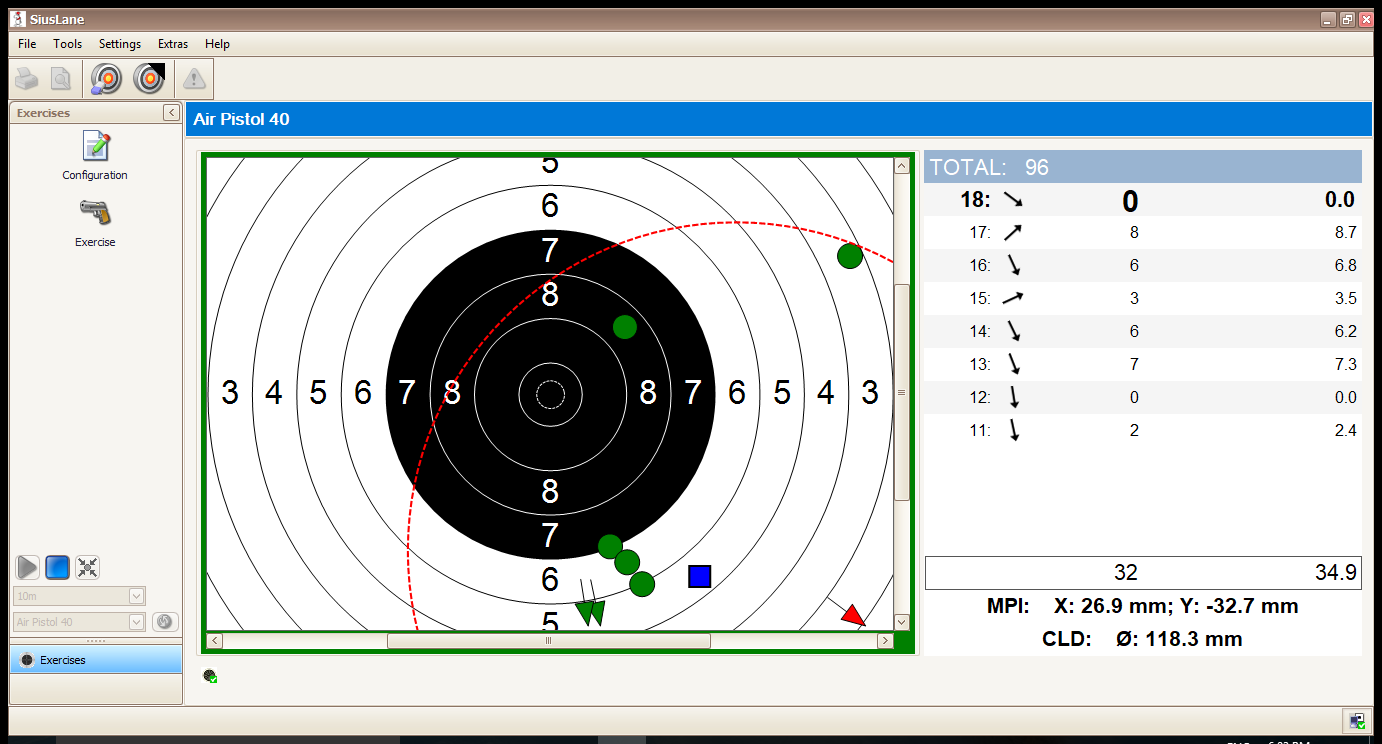 SiusLane
File Tools Settings Extras Help
Exercises
Configuration
Exercise
10m
Air Pistol 40
Exercises
Air Pistol 40
5
6
7
8
3 4 5 6 7 8 8 7 6 5 4 3
8
7
6
5
TOTAL: 96
18: 0 0.0
17: 8 8.7
16: 6 6.8
15: 3 3.5
14: 6 6.2
13: 7 7.3
12: 0 0.0
11: 2 2.4
32 34.9
MPI: X: 26.9 mm; Y: -32.7 mm
CLD: Ø: 118.3 mm